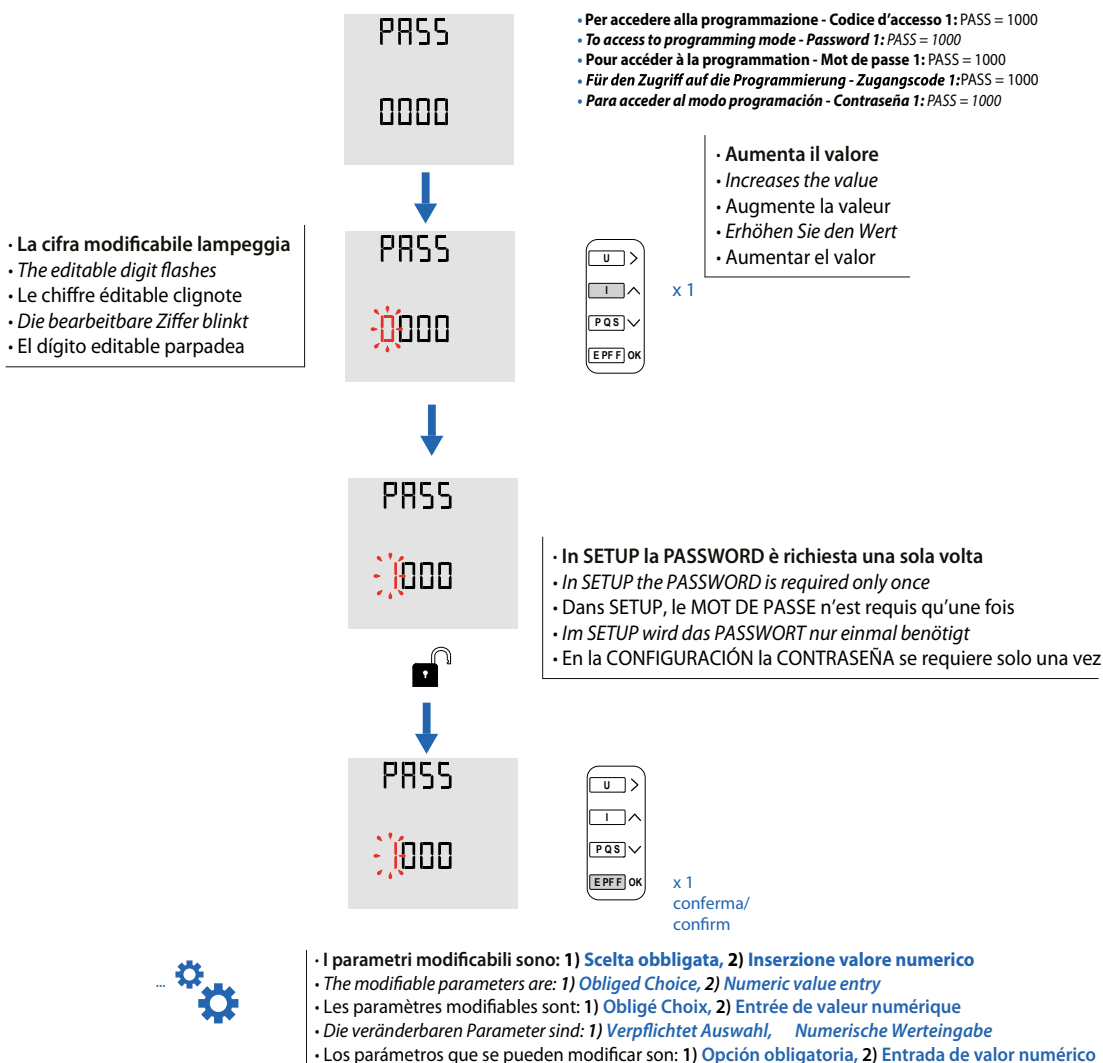 PASS
0000
• Per accedere alla programmazione - Codice d'accesso 1: PASS = 1000
• To access to programming mode - Password 1: PASS = 1000
• Pour accéder à la programmation - Mot de passe 1: PASS = 1000
• Für den Zugriff auf die Programmierung - Zugangscode 1:PASS = 1000
• Para acceder al modo programación - Contraseña 1: PASS = 1000
· Aumenta il valore
· Increases the value
· Augmente la valeur
· Erhöhen Sie den Wert
· Aumentar el valor
· La cifra modificabile lampeggia
· The editable digit flashes
· Le chiffre éditable clignote
· Die bearbeitbare Ziffer blinkt
· El dígito editable parpadea
PASS
0000
U >
I
PQS
EPFF OK
x 1
PASS
1000
· In SETUP la PASSWORD è richiesta una sola volta
· In SETUP the PASSWORD is required only once
· Dans SETUP, le MOT DE PASSE n'est requis qu'une fois
· Im SETUP wird das PASSWORT nur einmal benötigt
· En la CONFIGURACIÓN la CONTRASEÑA se requiere solo una vez
PASS
1000
U >
I
PQS
EPFF OK
x 1
conferma/
confirm
...
· I parametri modificabili sono: 1) Scelta obbligata, 2) Inserzione valore numerico
· The modifiable parameters are: 1) Obliged Choice, 2) Numeric value entry
· Les paramètres modifiables sont: 1) Obligé Choix, 2) Entrée de valeur numérique
· Die veränderbaren Parameter sind: 1) Verpflichtet Auswahl, Numerische Werteingabe
· Los parámetros que se pueden modificar son: 1) Opción obligatoria, 2) Entrada de valor numérico